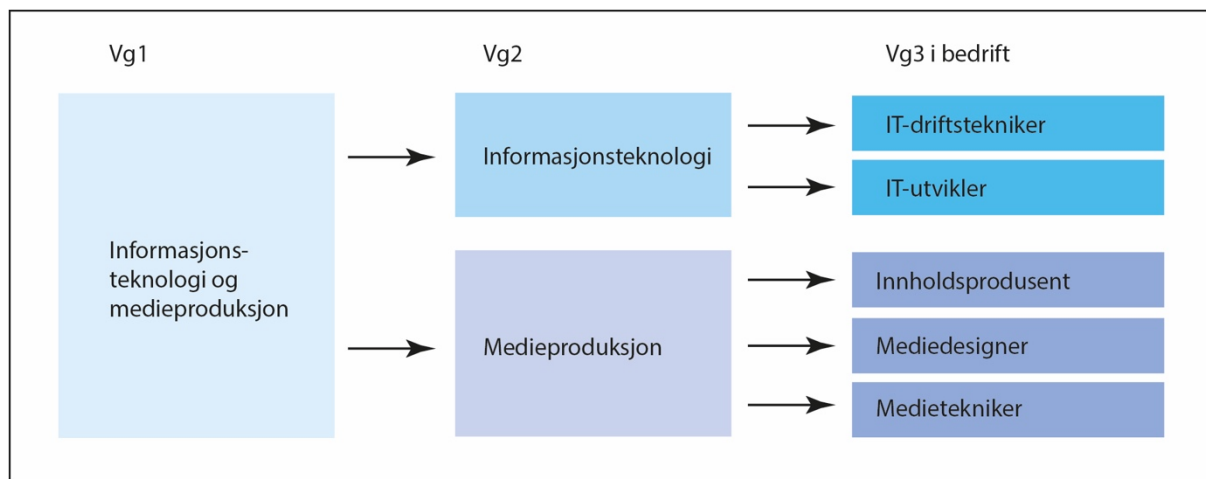 Vg1
Vg2
Vg3 i bedrift
Informasjons-
teknologi og
medieproduksjon
Informasjonsteknologi
Medieproduksjon
IT-driftstekniker
IT-utvikler
Innholdsprodusent
Mediedesigner
Medietekniker